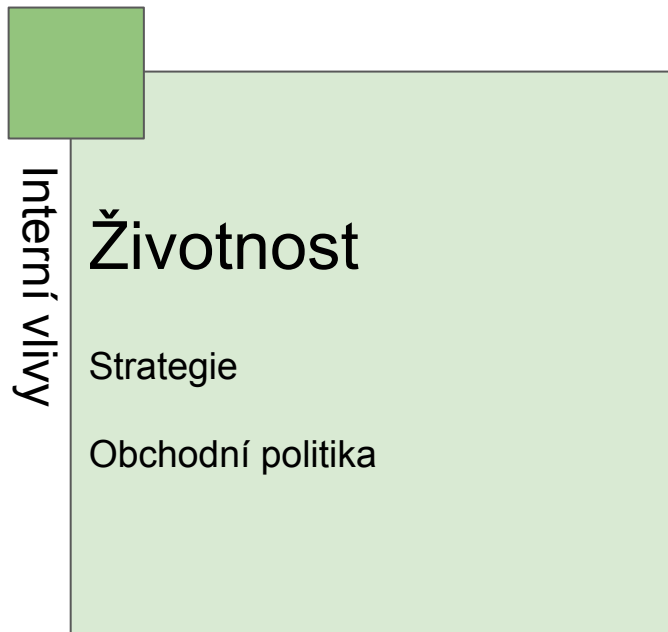 Interní vlivy
Životnost
Strategie
Obchodní politika